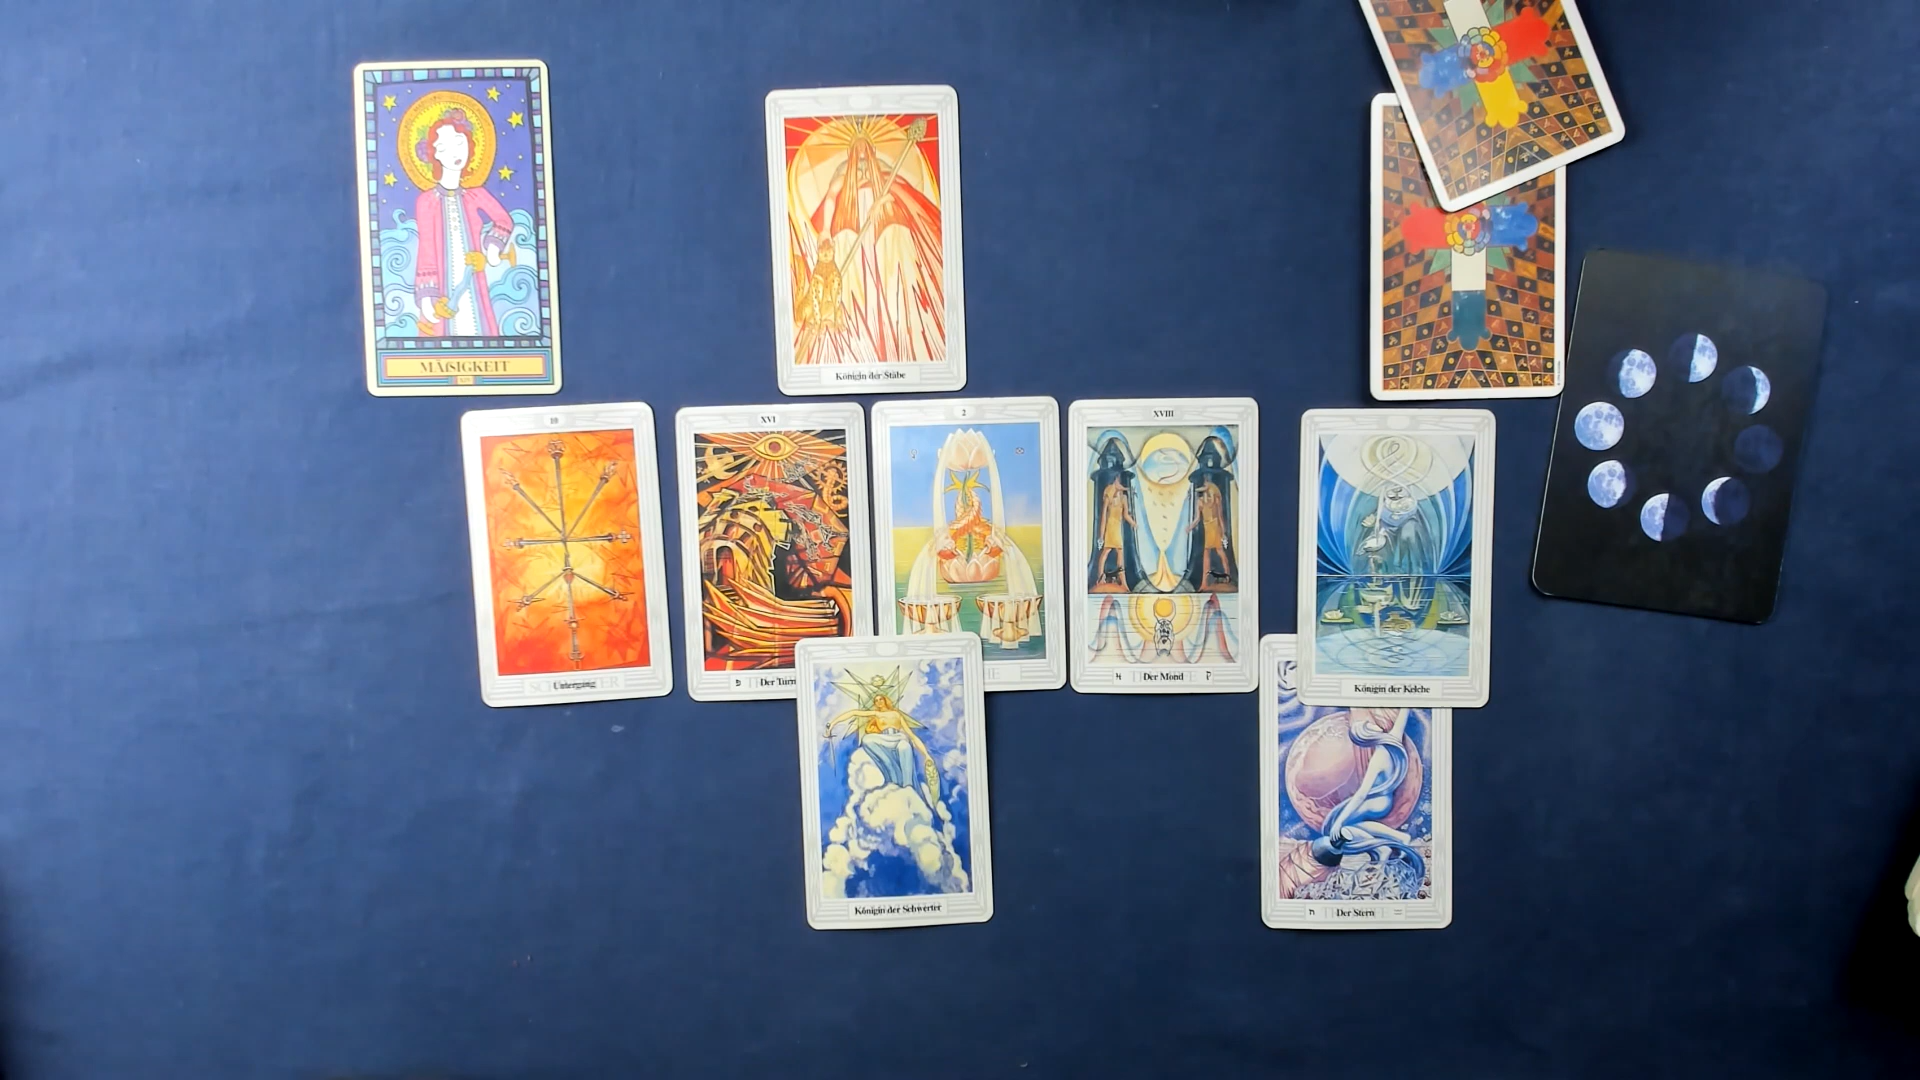 MÄſSIGKEIT
XIV
Königin der Stäbe
10
Untergang
XVI
Der Turm
2
XVIII
Der Mond
Königin der Kelche
Königin der Schwerter
ה Der Stern